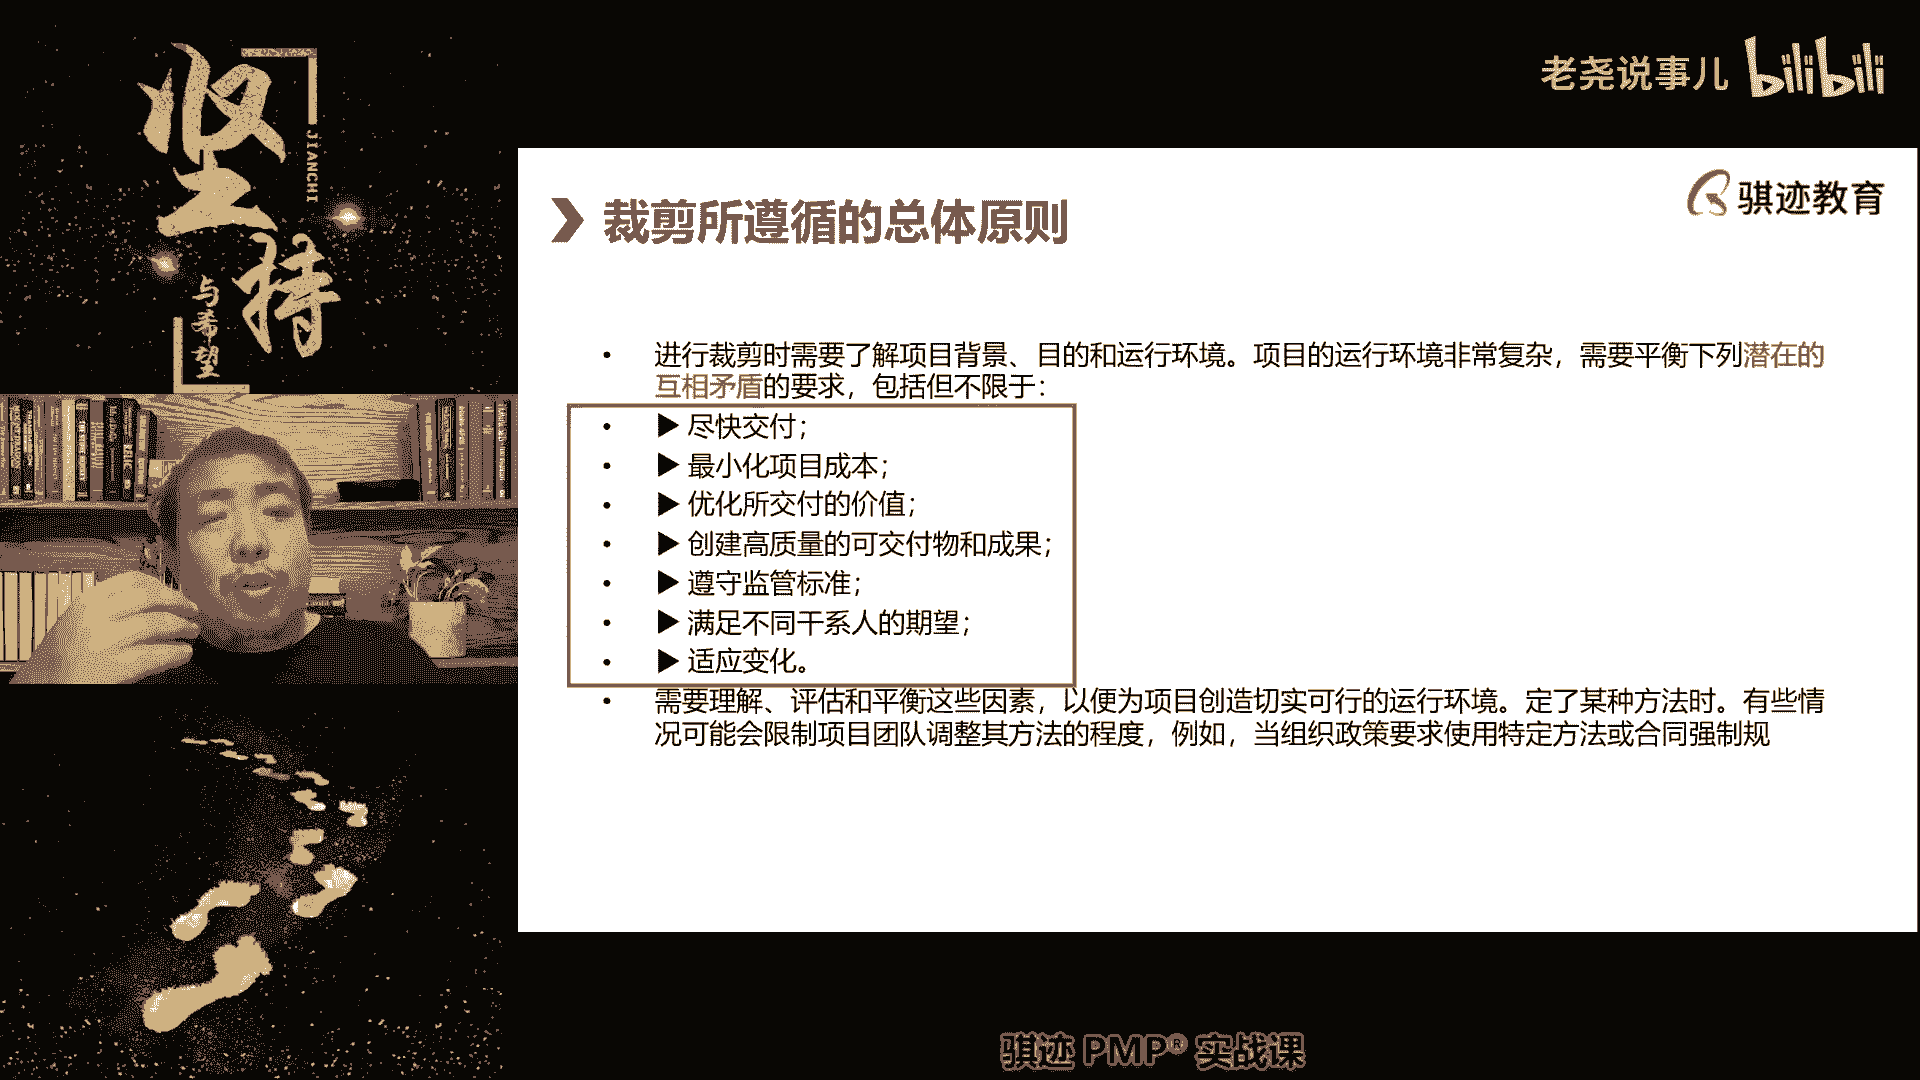 坚持
JIANCHI
与希望
老尧说事儿 bilibili
骐迹教育
裁剪所遵循的总体原则
• 进行裁剪时需要了解项目背景、目的和运行环境。项目的运行环境非常复杂，需要平衡下列潜在的
互相矛盾的要求，包括但不限于：
• ▶ 尽快交付；
• ▶ 最小化项目成本；
• ▶ 优化所交付的价值；
• ▶ 创建高质量的可交付物和成果；
• ▶ 遵守监管标准；
• ▶ 满足不同干系人的期望；
• ▶ 适应变化。
• 需要理解、评估和平衡这些因素，以便为项目创造切实可行的运行环境。定了某种方法时。有些情
况可能会限制项目团队调整其方法的程度，例如，当组织政策要求使用特定方法或合同强制规
骐迹 PMP® 实战课